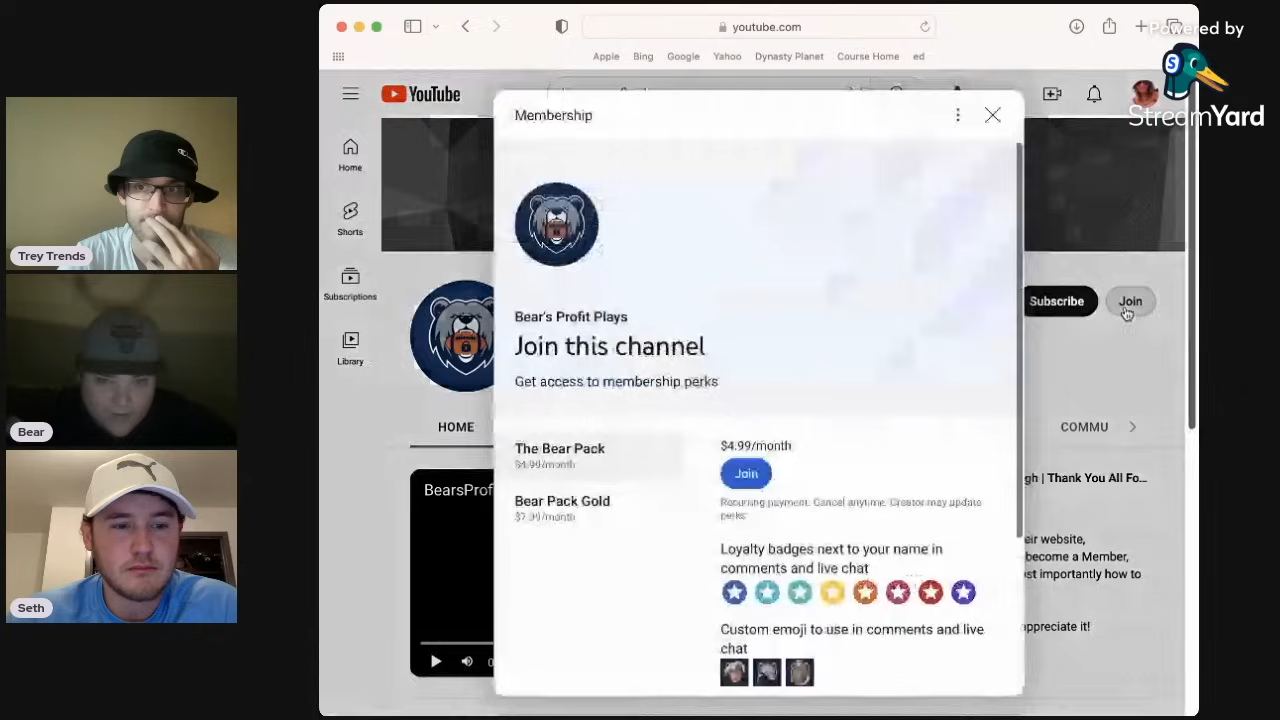 youtube.com
Apple Bing Google Yahoo Dynasty Planet Course Home ed
Powered by
StreamYard
YouTube
Home
Shorts
Subscriptions
Library
Membership
Bear's Profit Plays
Join this channel
Get access to membership perks
The Bear Pack
$4.99/month
Bear Pack Gold
$4.99/month
Join
Recurring payment. Cancel anytime. Creator may update
perks
Loyalty badges next to your name in
comments and live chat
Custom emoji to use in comments and live
chat
Subscribe
Join
HOME
COMMU
BearsProf
gh | Thank You All Fo...
eir website,
become a Member,
st importantly how to
appreciate it!
Trey Trends
Bear
Seth